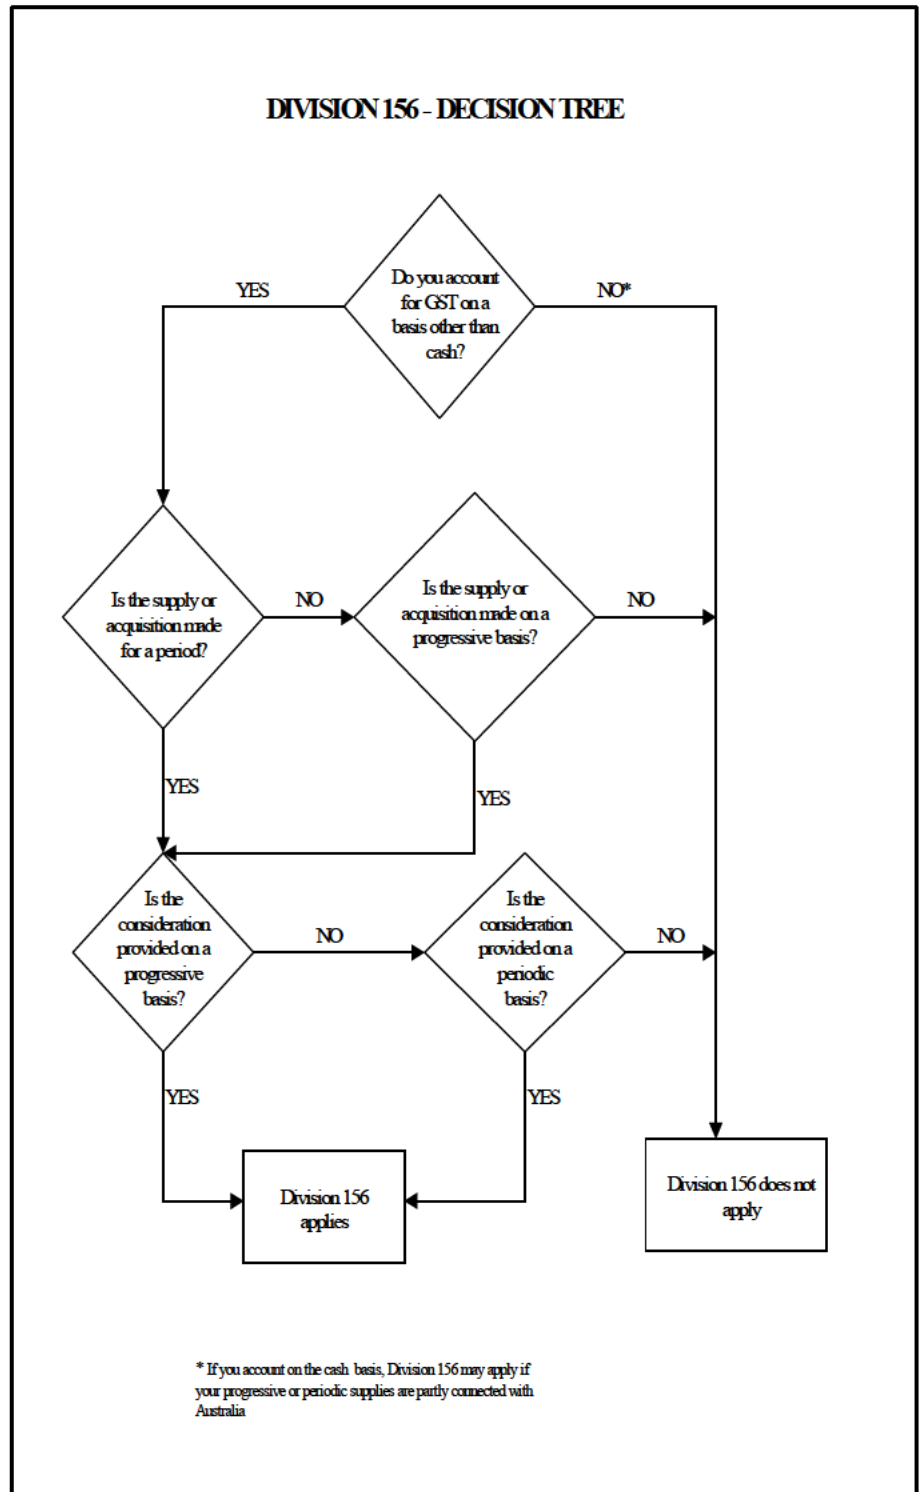 DIVISION 156 - DECISION TREE
Do you account
for GST on a
basis other than
cash?
YES
NO*
Is the supply or
acquisition made
for a period?
NO
Is the supply or
acquisition made on a
progressive basis?
NO
YES
YES
Is the
consideration
provided on a
progressive
basis?
NO
Is the
consideration
provided on a
periodic
basis?
NO
YES
YES
Division 156
applies
Division 156 does not
apply
* If you account on the cash basis, Division 156 may apply if
your progressive or periodic supplies are partly connected with
Australia